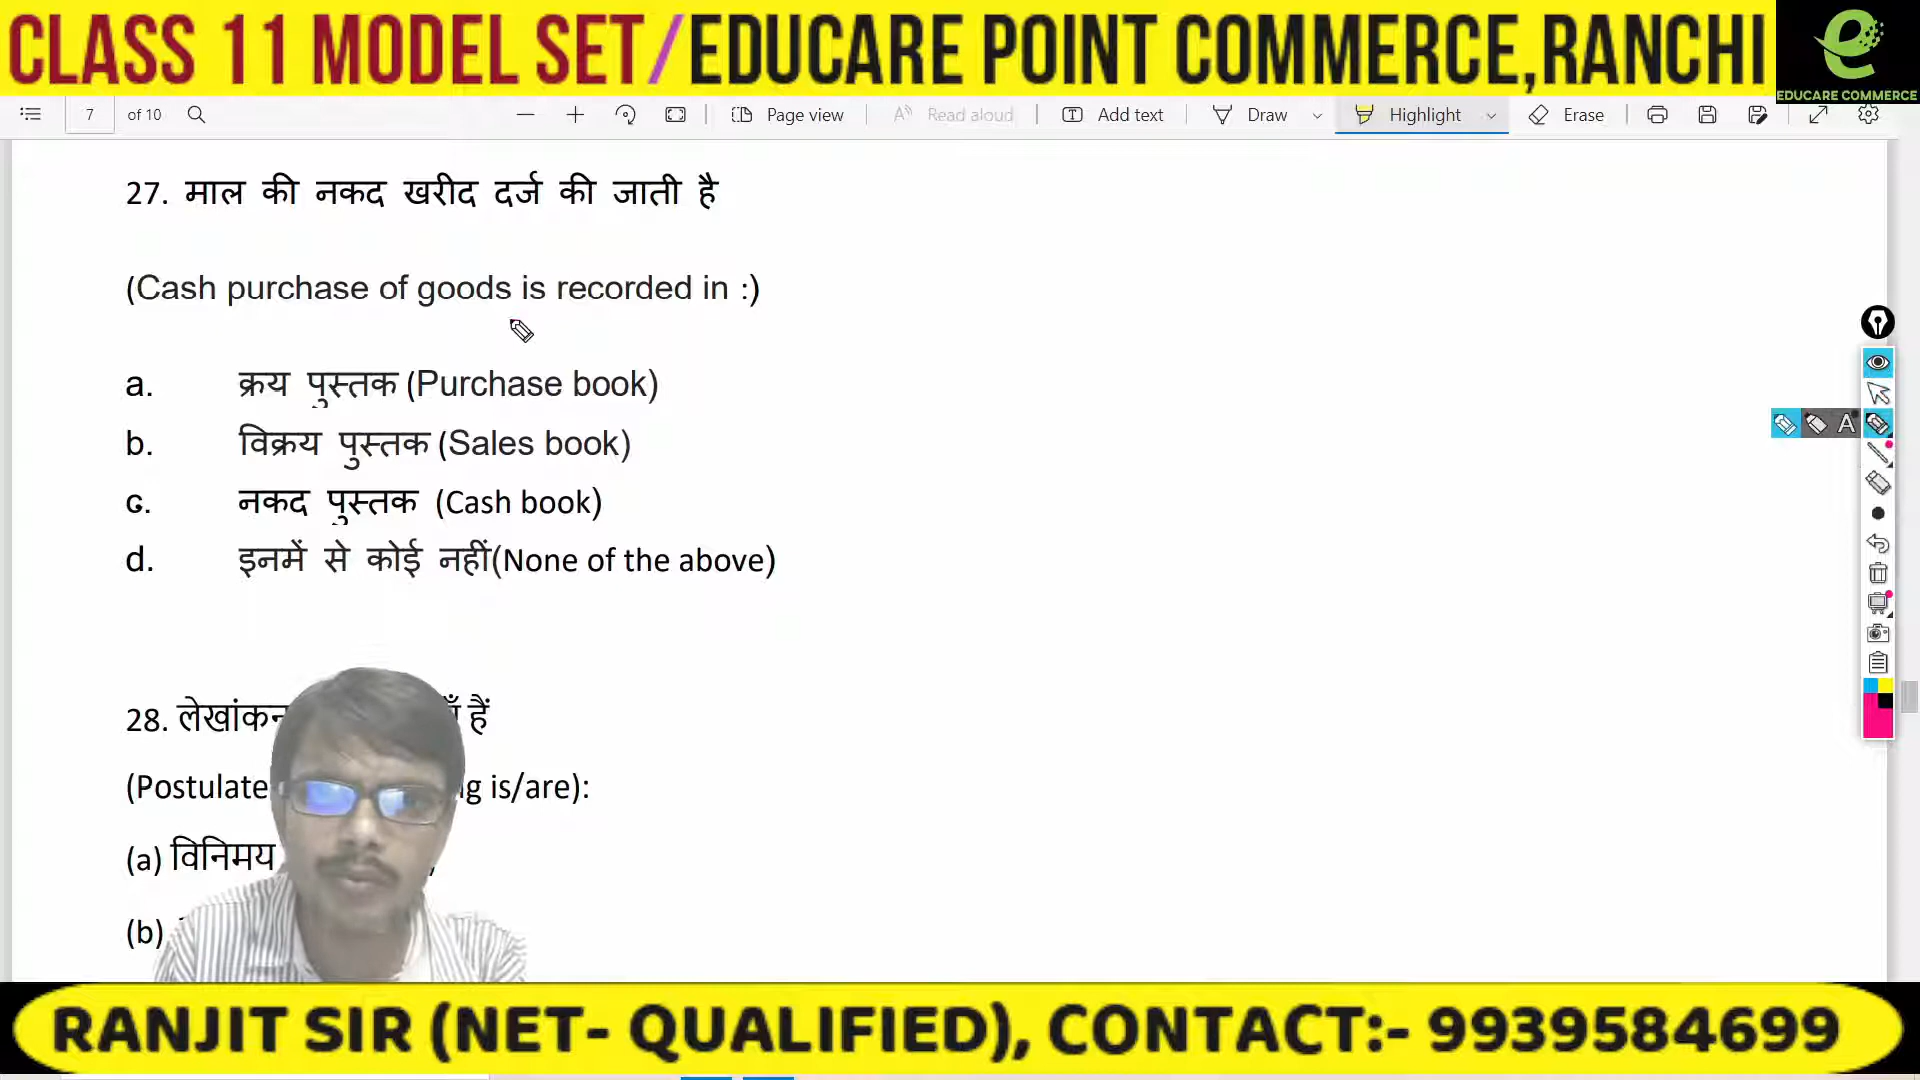 CLASS 11 MODEL SET/EDUCARE POINT COMMERCE,RANCHI
EDUCARE COMMERCE
7 of 10 Page view Read aloud Add text Draw Highlight Erase
27. माल की नकद खरीद दर्ज की जाती है
(Cash purchase of goods is recorded in :)
a. क्रय पुस्तक (Purchase book)
b. विक्रय पुस्तक (Sales book)
c. नकद पुस्तक (Cash book)
d. इनमें से कोई नहीं(None of the above)
A
28. हैं
is/are):
(a) विनिमय
(b)
RANJIT SIR (NET- QUALIFIED), CONTACT:- 9939584699